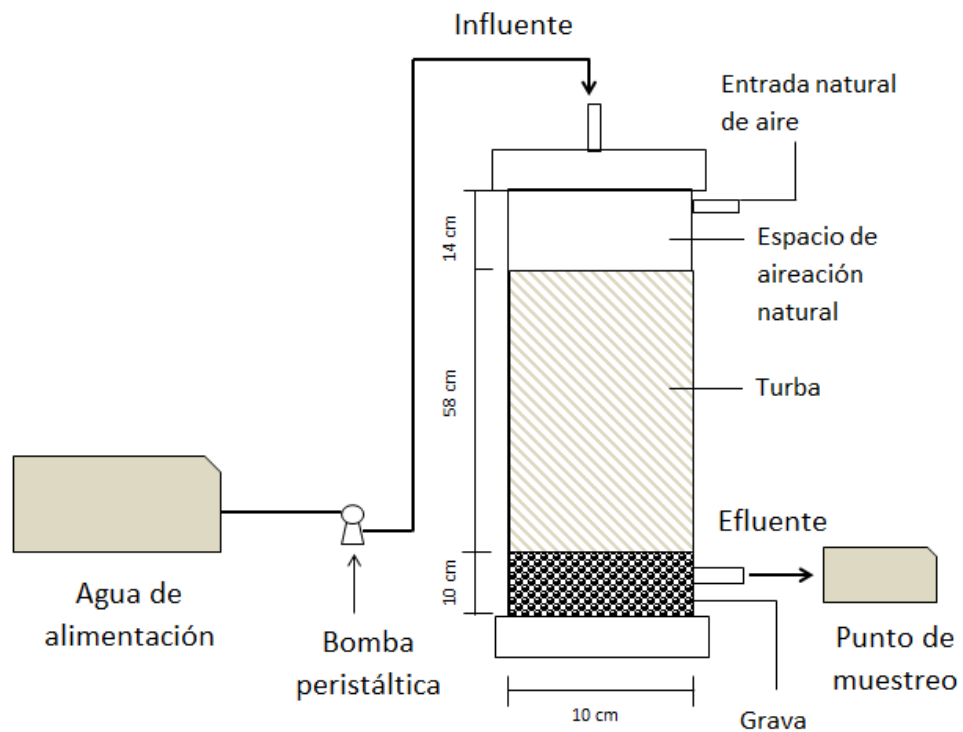 Influente
Entrada natural
de aire
14 cm
Espacio de
aireación
natural
58 cm
Turba
Efluente
10 cm
Agua de
alimentación
Bomba
peristáltica
Punto de
muestreo
10 cm
Grava